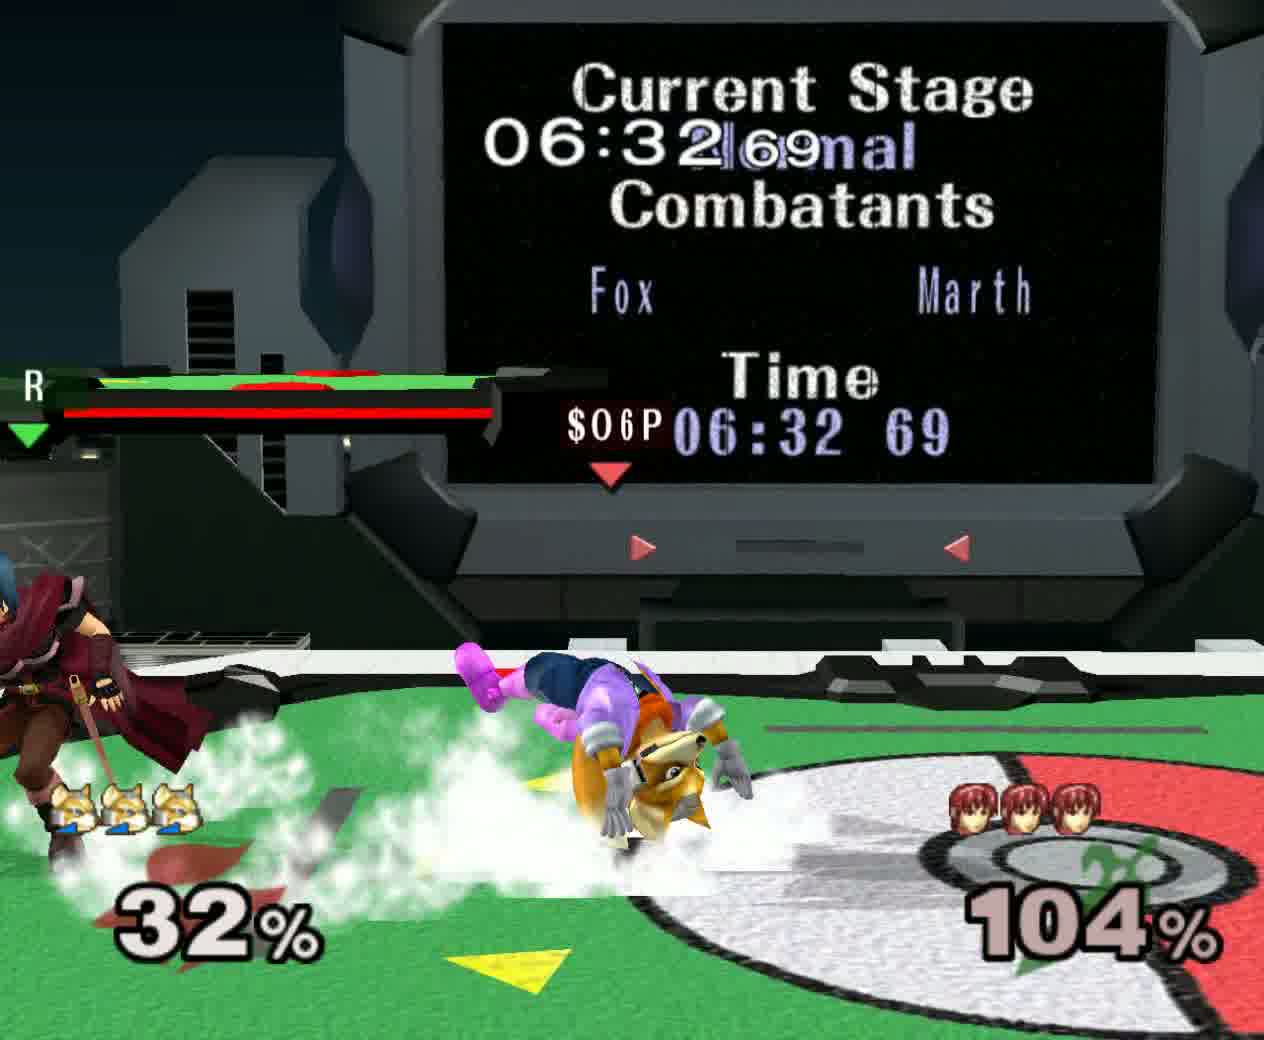 Current Stage
06:32 69
Combatants
Fox Marth
R
Time
$06P 06:32 69
32% 104%